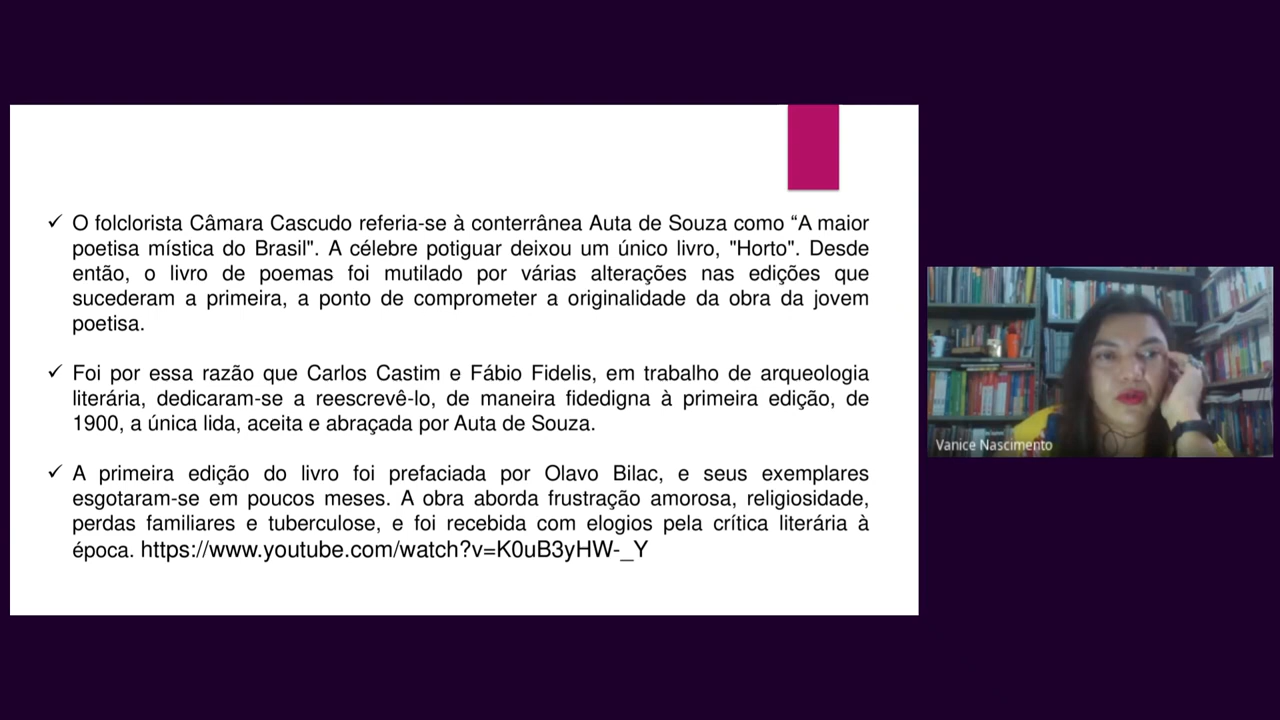 ✓ O folclorista Câmara Cascudo referia-se à conterrânea Auta de Souza como “A maior
poetisa mística do Brasil". A célebre potiguar deixou um único livro, "Horto". Desde
então, o livro de poemas foi mutilado por várias alterações nas edições que
sucederam a primeira, a ponto de comprometer a originalidade da obra da jovem
poetisa.
✓ Foi por essa razão que Carlos Castim e Fábio Fidelis, em trabalho de arqueologia
literária, dedicaram-se a reescrevê-lo, de maneira fidedigna à primeira edição, de
1900, a única lida, aceita e abraçada por Auta de Souza.
✓ A primeira edição do livro foi prefaciada por Olavo Bilac, e seus exemplares
esgotaram-se em poucos meses. A obra aborda frustração amorosa, religiosidade,
perdas familiares e tuberculose, e foi recebida com elogios pela crítica literária à
época. https://www.youtube.com/watch?v=K0uB3yHW-_Y
Vanice Nascimento